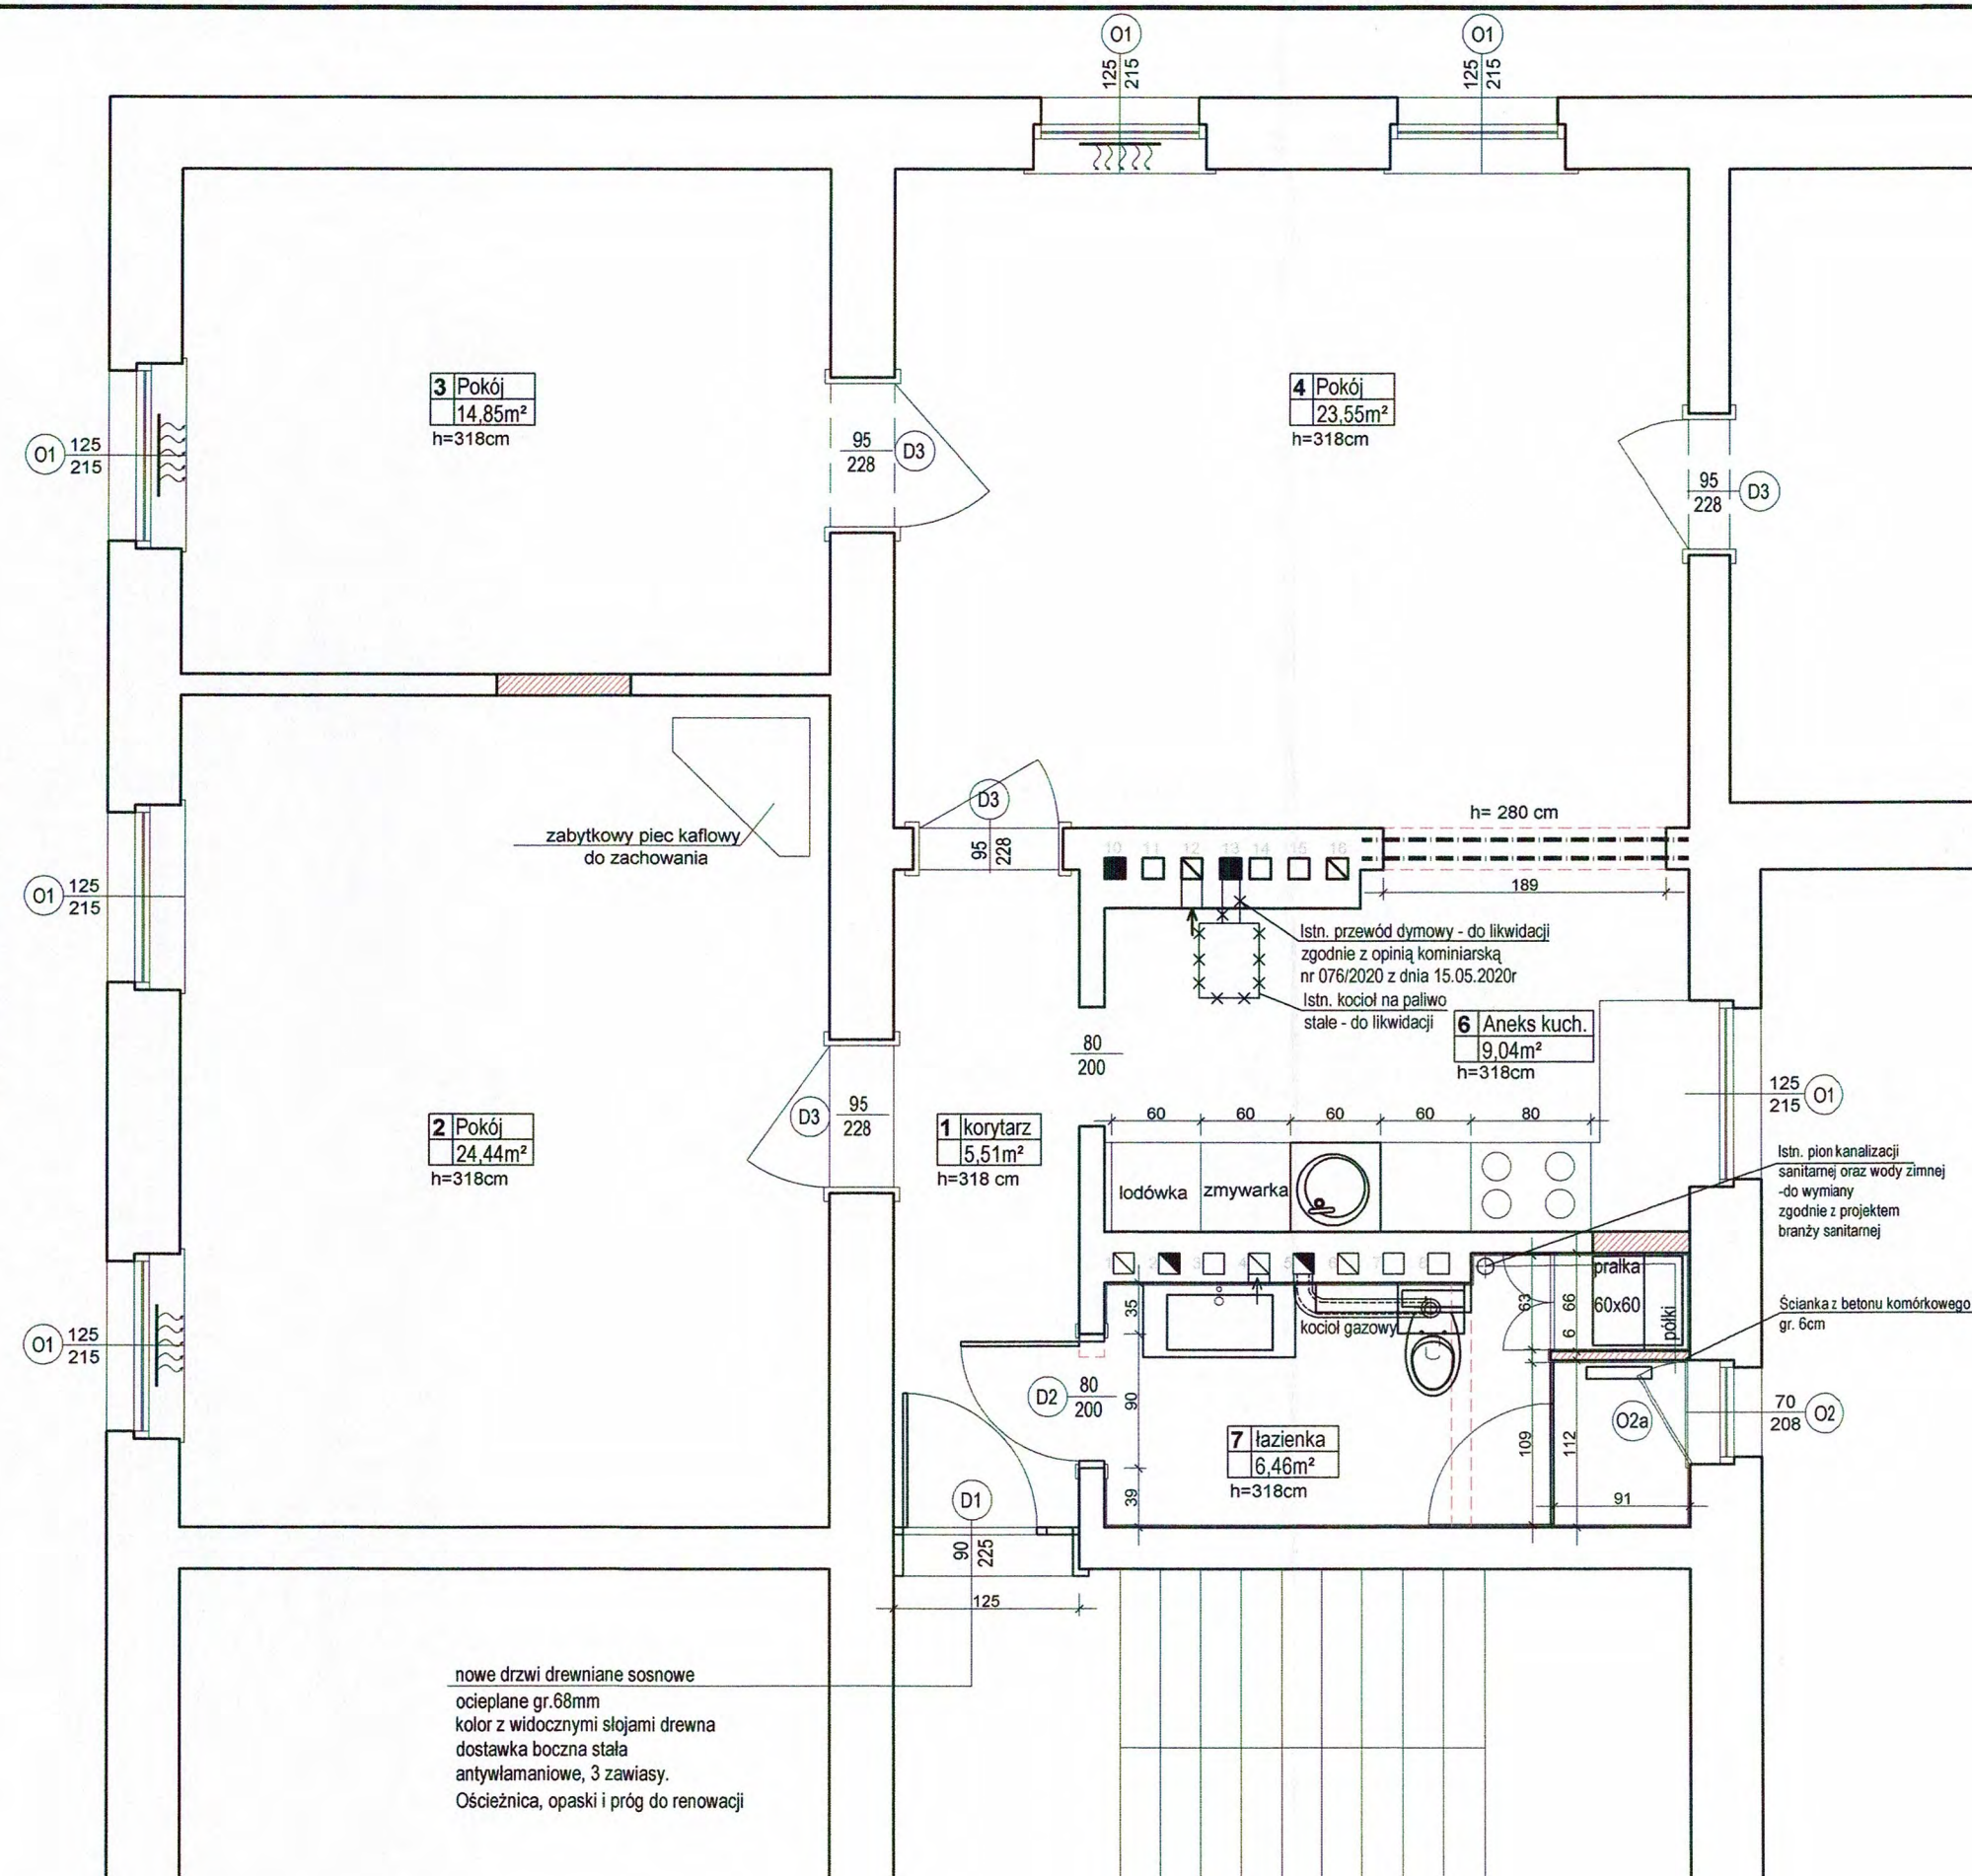 O1
125
215
O1
125
215
3 Pokój
14,85m²
h=318cm
4 Pokój
23,55m²
h=318cm
O1
125
215
95
228
D3
95
228
D3
zabytkowy piec kaflowy
do zachowania
D3
95
228
h= 280 cm
10 11 12 13 14 15 16
189
O1
125
215
Istn. przewód dymowy - do likwidacji
zgodnie z opinią kominiarską
nr 076/2020 z dnia 15.05.2020r
Istn. kocioł na paliwo
stałe - do likwidacji
6 Aneks kuch.
9,04m²
h=318cm
80
200
125
215
O1
2 Pokój
24,44m²
h=318cm
D3
95
228
1 korytarz
5,51m²
h=318 cm
60 60 60 60 80
lodówka
zmywarka
Istn. pion kanalizacji
sanitarnej oraz wody zimnej
-do wymiany
zgodnie z projektem
branży sanitarnej
2 3 4 5 6 7 8
pralka
60x60
półki
63
66
6
35
kocioł gazowy
Ścianka z betonu komórkowego
gr. 6cm
O1
125
215
D2
80
200
90
O2a
70
208
O2
7 łazienka
6,46m²
h=318cm
109
112
39
91
D1
90
225
125
nowe drzwi drewniane sosnowe
ocieplane gr.68mm
kolor z widocznymi słojami drewna
dostawka boczna stała
antywłamaniowe, 3 zawiasy.
Ościeżnica, opaski i próg do renowacji